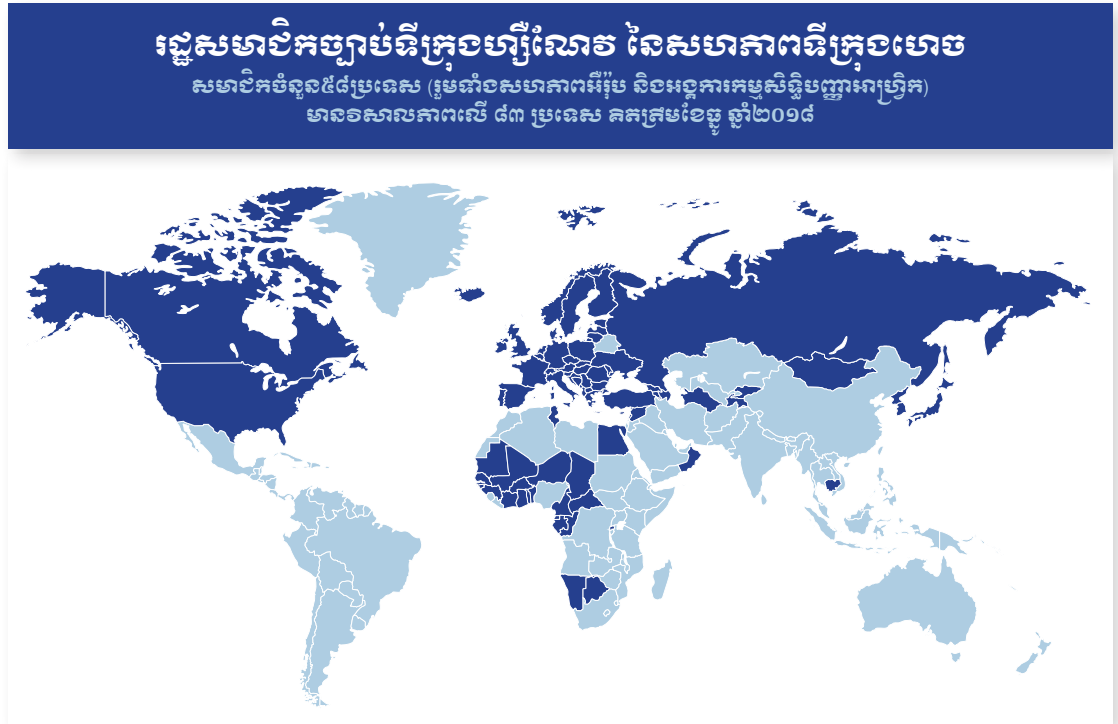 រដ្ឋសមាជិកច្បាប់ទីក្រុងហ្សឺណែវ នៃសហភាពទីក្រុងហេច
សមាជិកចំនួន៥៨ប្រទេស (រួមទាំងសហភាពអឺរ៉ុប និងអង្គការកម្មសិទ្ធិបញ្ញាអាហ្វ្រិក)
មានវិសាលភាពលើ ៨៣ ប្រទេស គិតត្រឹមខែធ្នូ ឆ្នាំ២០១៨